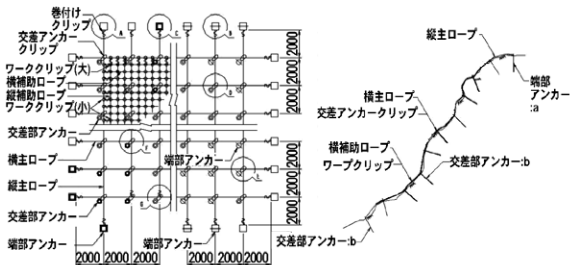 巻付け
クリップ
交差アンカー
クリップ
ワーククリップ(大)
横補助ロープ
縦補助ロープ
ワーククリップ(小)
交差部アンカー
横主ロープ
縦主ロープ
交差部アンカー
端部アンカー
A
C
B
D
F
E
端部アンカー
端部アンカー
2000
2000
2000
2000
2000
2000
2000
2000
2000
2000
2000
2000
縦主ロープ
端部
アンカー
:a
横主ロープ
交差アンカークリップ
横補助ロープ
ワープクリップ
交差部アンカー:b
交差部アンカー:b